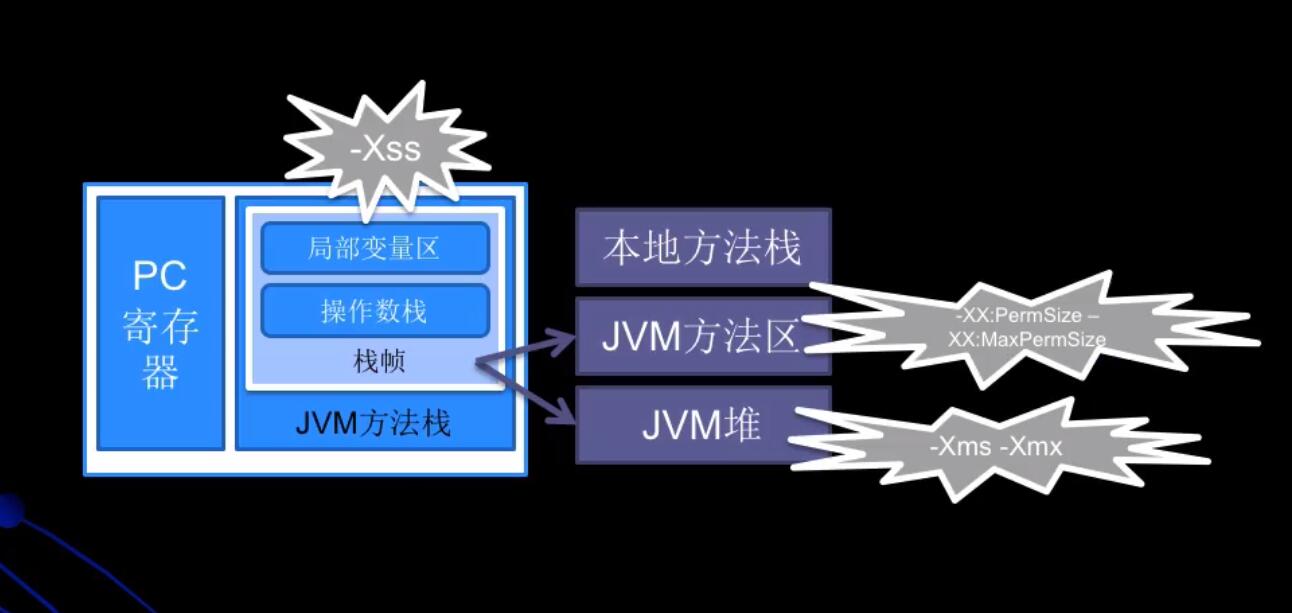 -Xss
PC
寄存
器
局部变量区
操作数栈
栈帧
JVM方法栈
本地方法栈
JVM方法区
-XX:PermSize –
XX:MaxPermSize
JVM堆
-Xms -Xmx